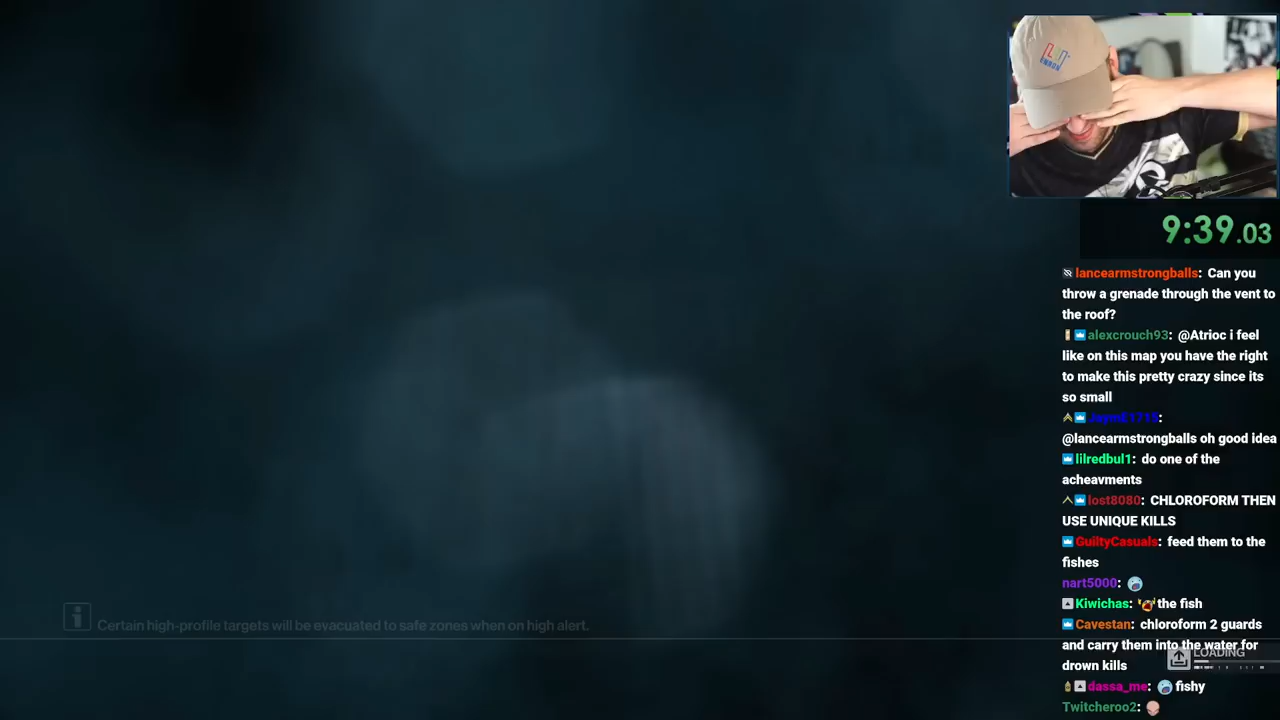 ENRON
9:39.03
lancearmstrongballs: Can you
throw a grenade through the vent to
the roof?
alexcrouch93: @Atrioc i feel
like on this map you have the right
to make this pretty crazy since its
so small
:
@lancearmstrongballs oh good idea
lilredbul1: do one of the
acheavments
lost8080: CHLOROFORM THEN
USE UNIQUE KILLS
GuiltyCasuals: feed them to the
fishes
nart5000:
Kiwichas: the fish
Cavestan: chloroform 2 guards
and carry them into the water for
drown kills
dassa_me: fishy
Twitcheroo2:
Certain high-profile targets will be evacuated to safe zones when on high alert.
LOADING